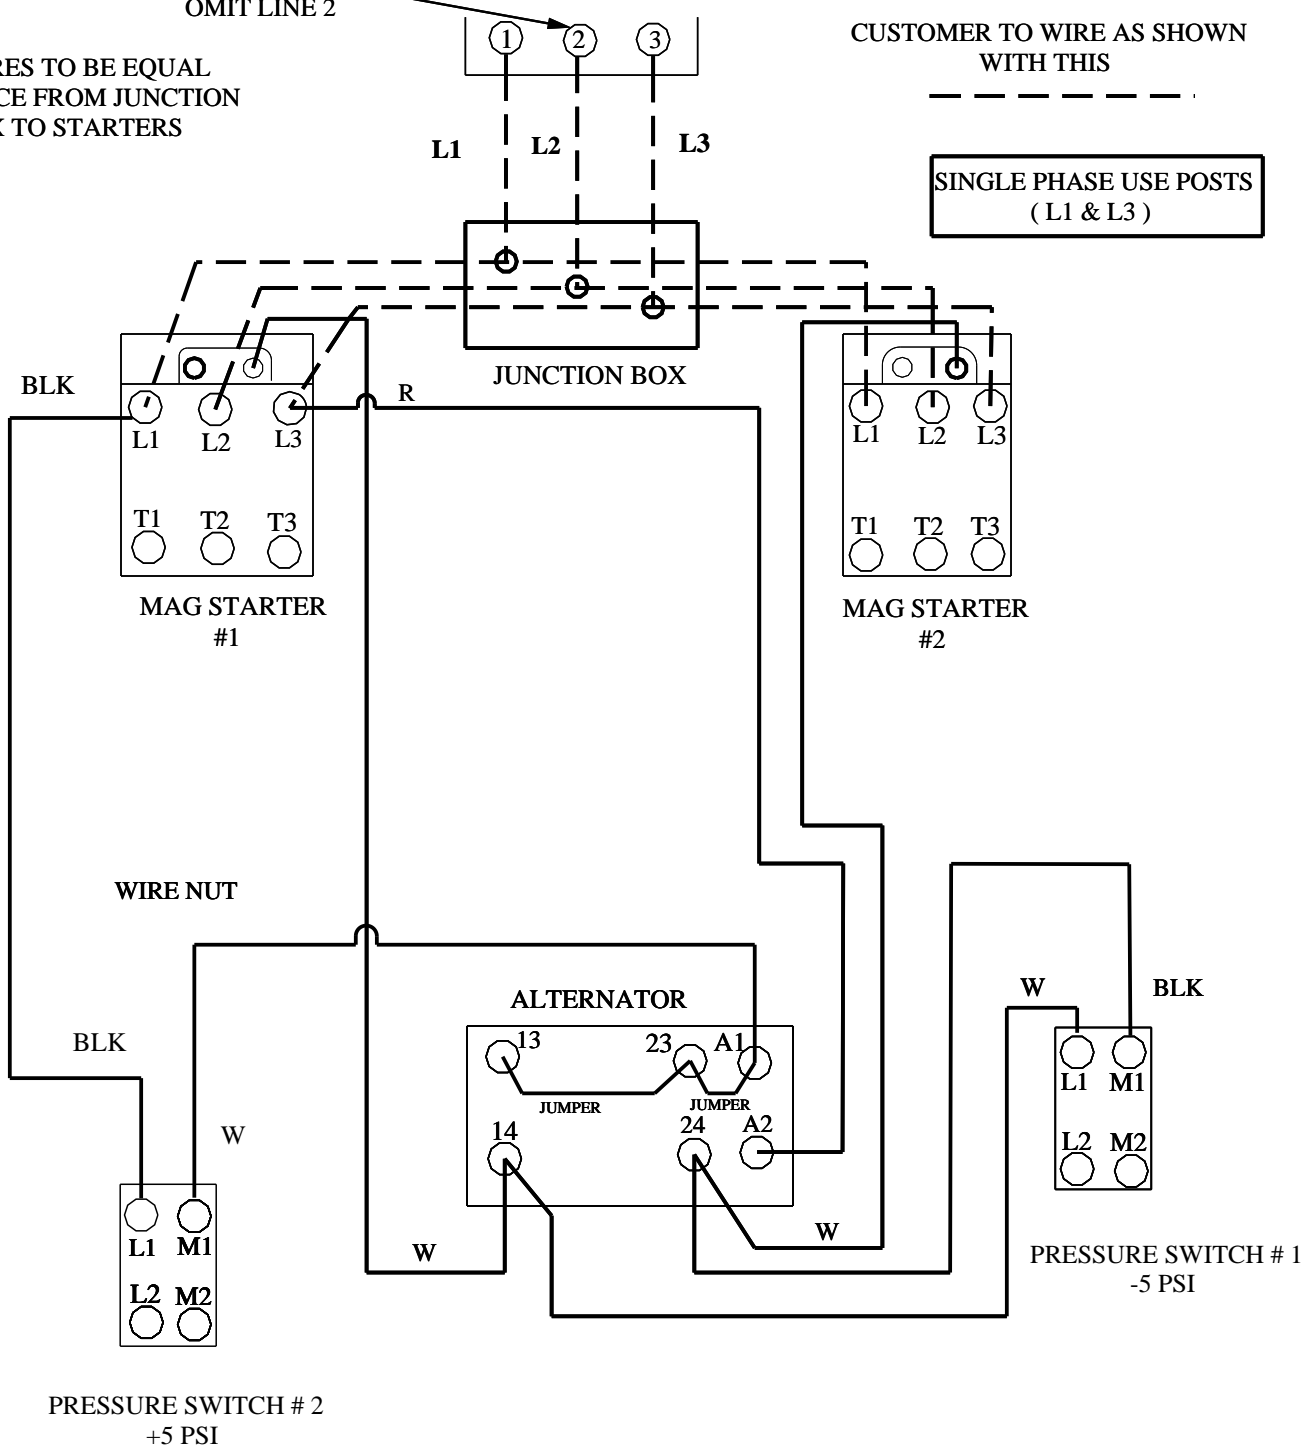 OMIT LINE 2
1
2
3
CUSTOMER TO WIRE AS SHOWN
WITH THIS
RES TO BE EQUAL
CE FROM JUNCTION
X TO STARTERS
L1
L2
L3
SINGLE PHASE USE POSTS
( L1 & L3 )
JUNCTION BOX
BLK
R
L1
L2
L3
L1
L2
L3
T1
T2
T3
T1
T2
T3
MAG STARTER
#1
MAG STARTER
#2
WIRE NUT
ALTERNATOR
W
BLK
BLK
13
23
A1
L1
M1
JUMPER
JUMPER
14
24
A2
W
L2
M2
L1
M1
W
W
PRESSURE SWITCH # 1
-5 PSI
L2
M2
PRESSURE SWITCH # 2
+5 PSI